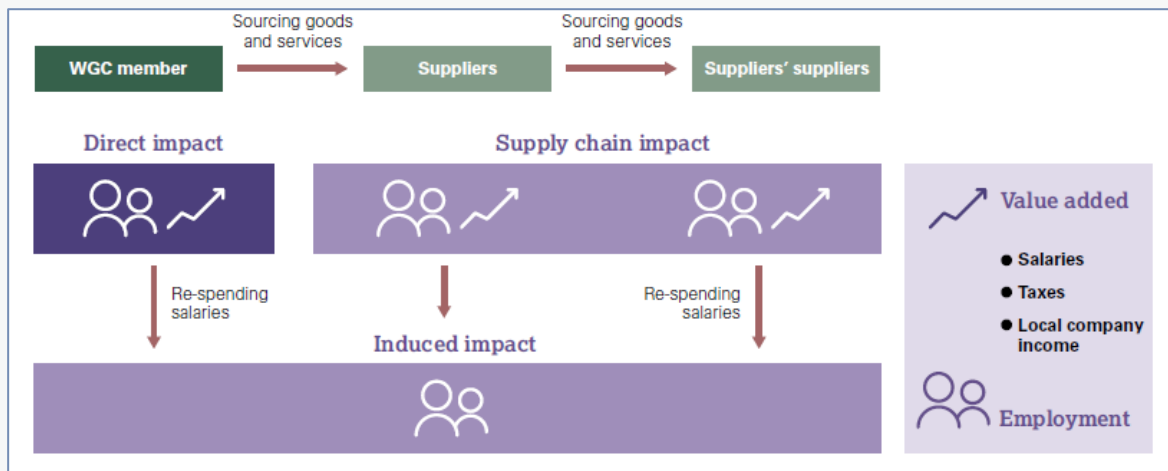 Sourcing goods
and services
Sourcing goods
and services
WGC member
Suppliers
Suppliers’ suppliers
Direct impact
Supply chain impact
Re-spending
salaries
Re-spending
salaries
Induced impact
Value added
● Salaries
● Taxes
● Local company
income
Employment